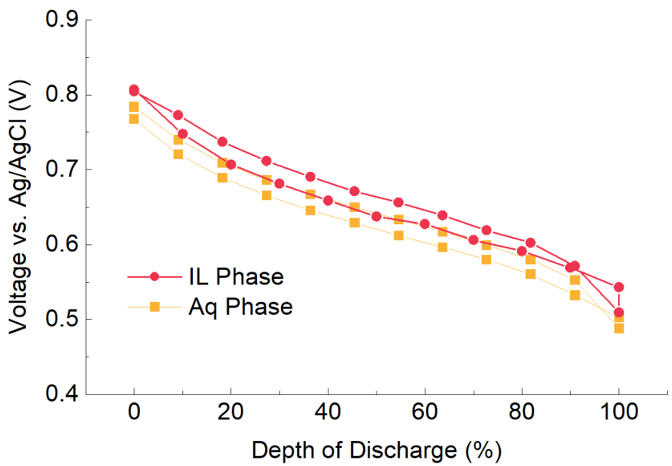 0.9
0.8
0.7
0.6
0.5
0.4
Voltage vs. Ag/AgCl (V)
IL Phase
Aq Phase
0 20 40 60 80 100
Depth of Discharge (%)